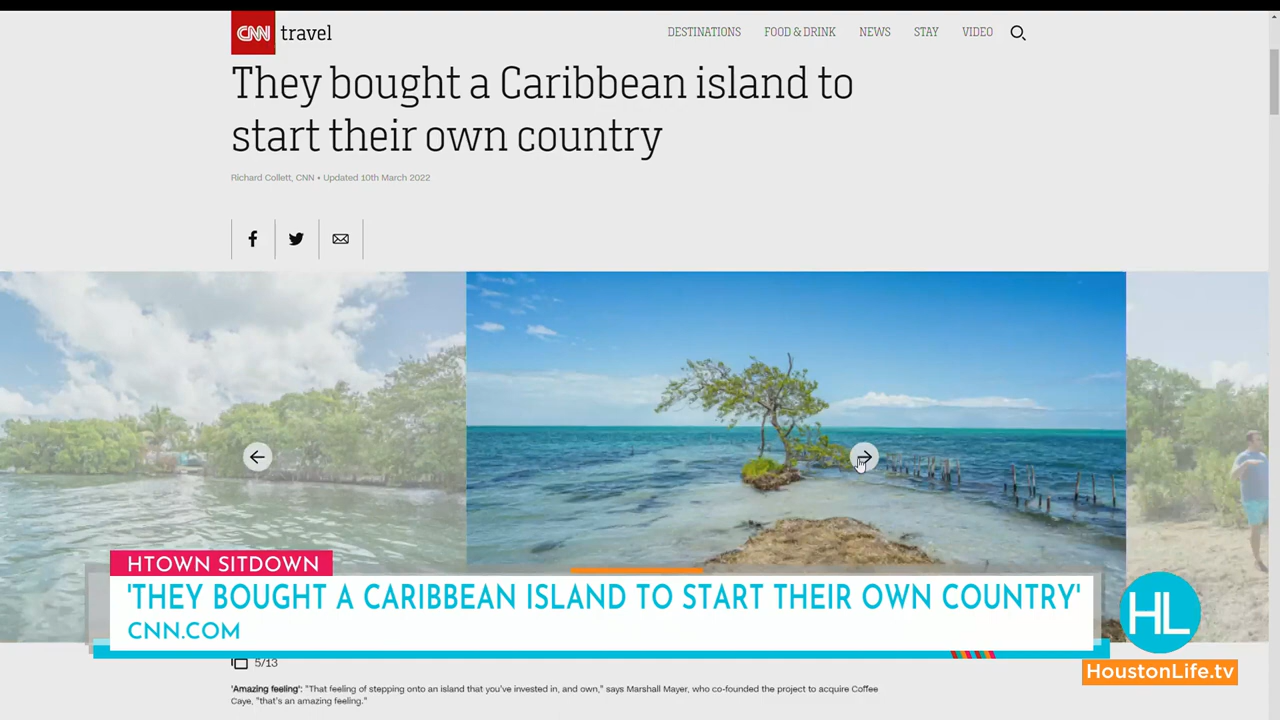 CNN travel
DESTINATIONS FOOD & DRINK NEWS STAY VIDEO
They bought a Caribbean island to
start their own country
Richard Collett, CNN • Updated 10th March 2022
HTOWN SITDOWN
'THEY BOUGHT A CARIBBEAN ISLAND TO START THEIR OWN COUNTRY'
CNN.COM
HL
HoustonLife.tv
5/13
'Amazing feeling': "That feeling of stepping onto an island that you've invested in, and own," says Marshall Mayer, who co-founded the project to acquire Coffee
Caye, "that's an amazing feeling."